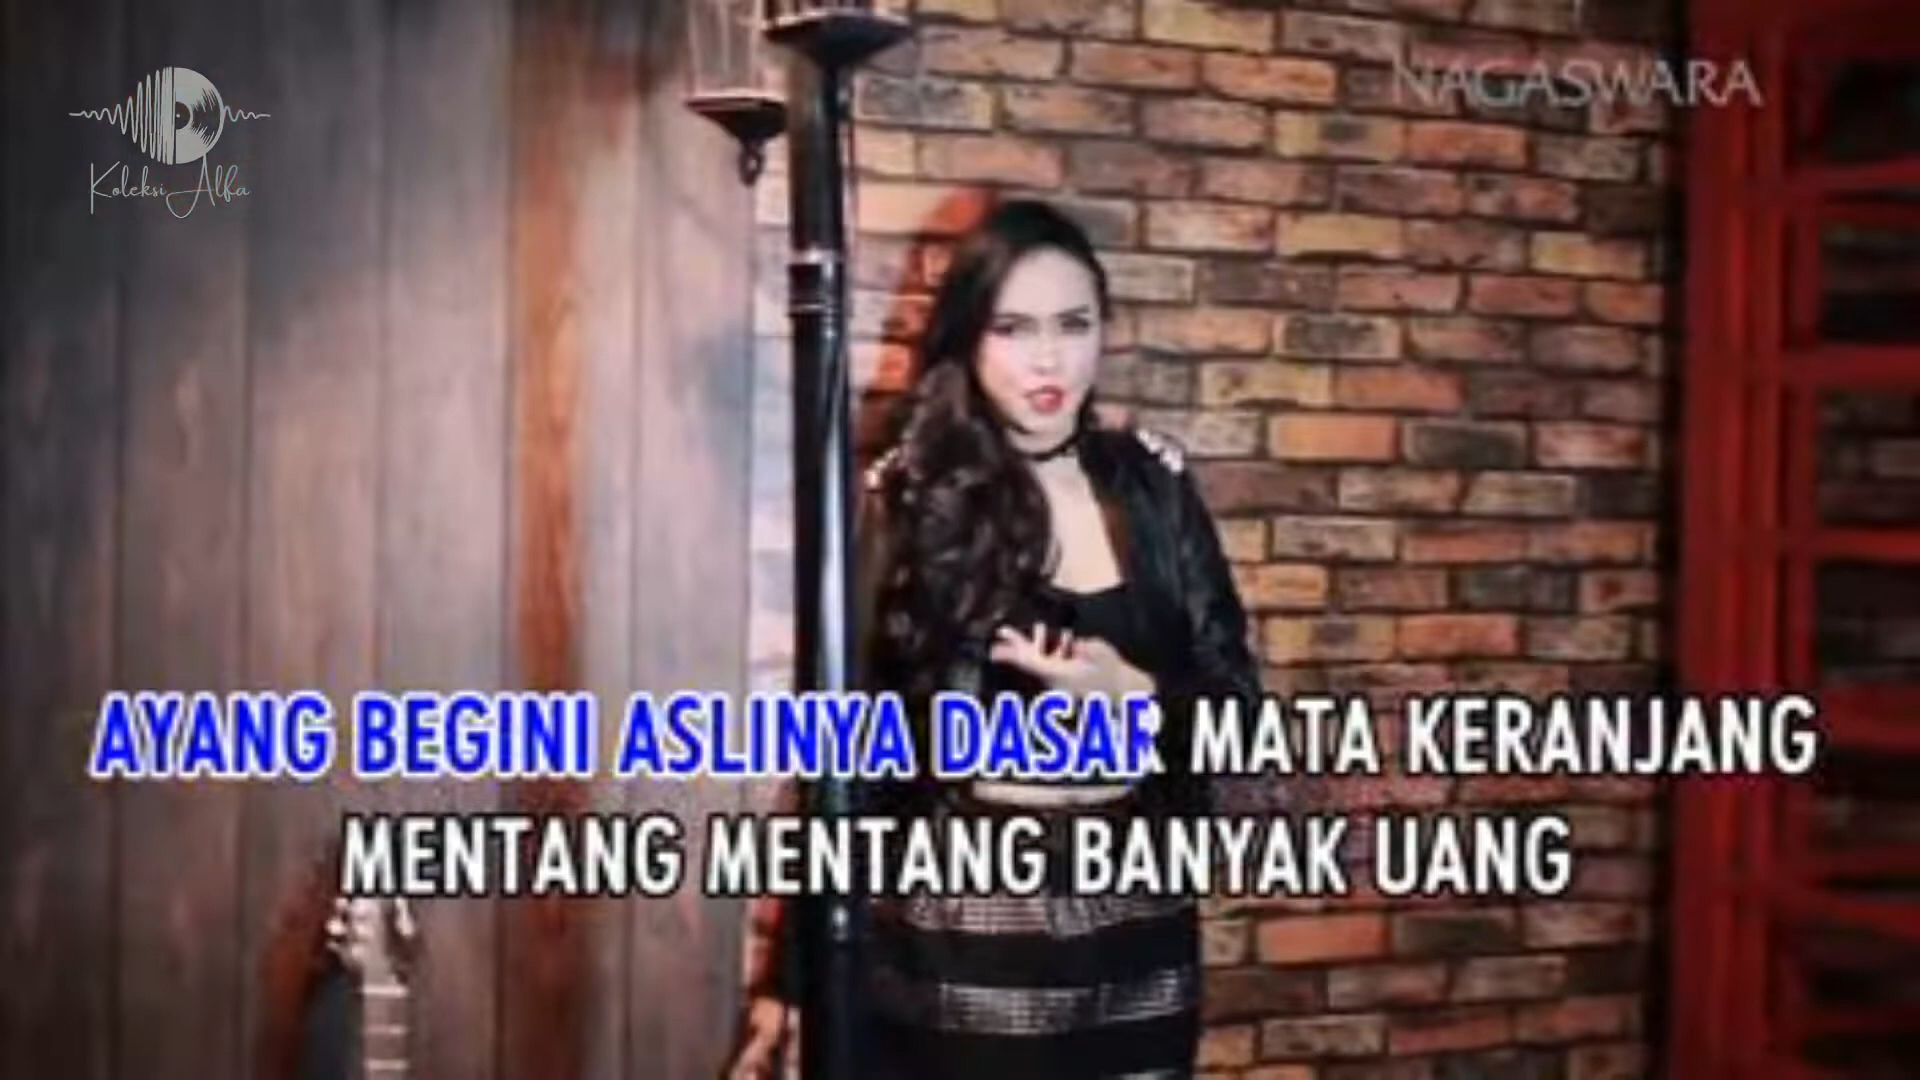 NAGASWARA
Koleksi Alfa
AYANG BEGINI ASLINYA DASAR MATA KERANJANG
MENTANG MENTANG BANYAK UANG